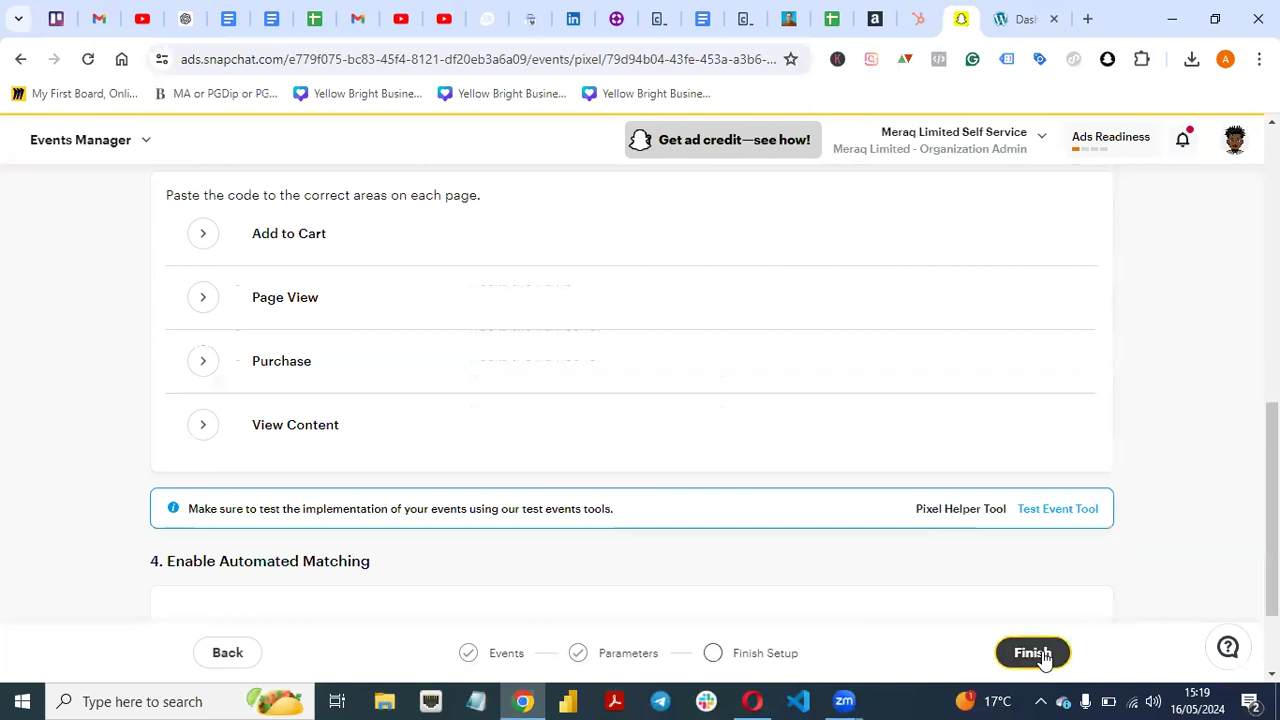 Dash
ads.snapchat.com/e779f075-bc83-45f4-8121-df20eb3a6a09/events/pixel/79d94b04-43fe-453a-a3b6-...
My First Board, Onli...
MA or PGDip or PG...
Yellow Bright Busine...
Yellow Bright Busine...
Yellow Bright Busine...
Events Manager
Get ad credit—see how!
Meraq Limited Self Service
Meraq Limited - Organization Admin
Ads Readiness
Paste the code to the correct areas on each page.
Add to Cart
Page View
Purchase
View Content
Make sure to test the implementation of your events using our test events tools.
Pixel Helper Tool
Test Event Tool
4. Enable Automated Matching
Back
Events
Parameters
Finish Setup
Finish
Type here to search
17°C
15:19
16/05/2024